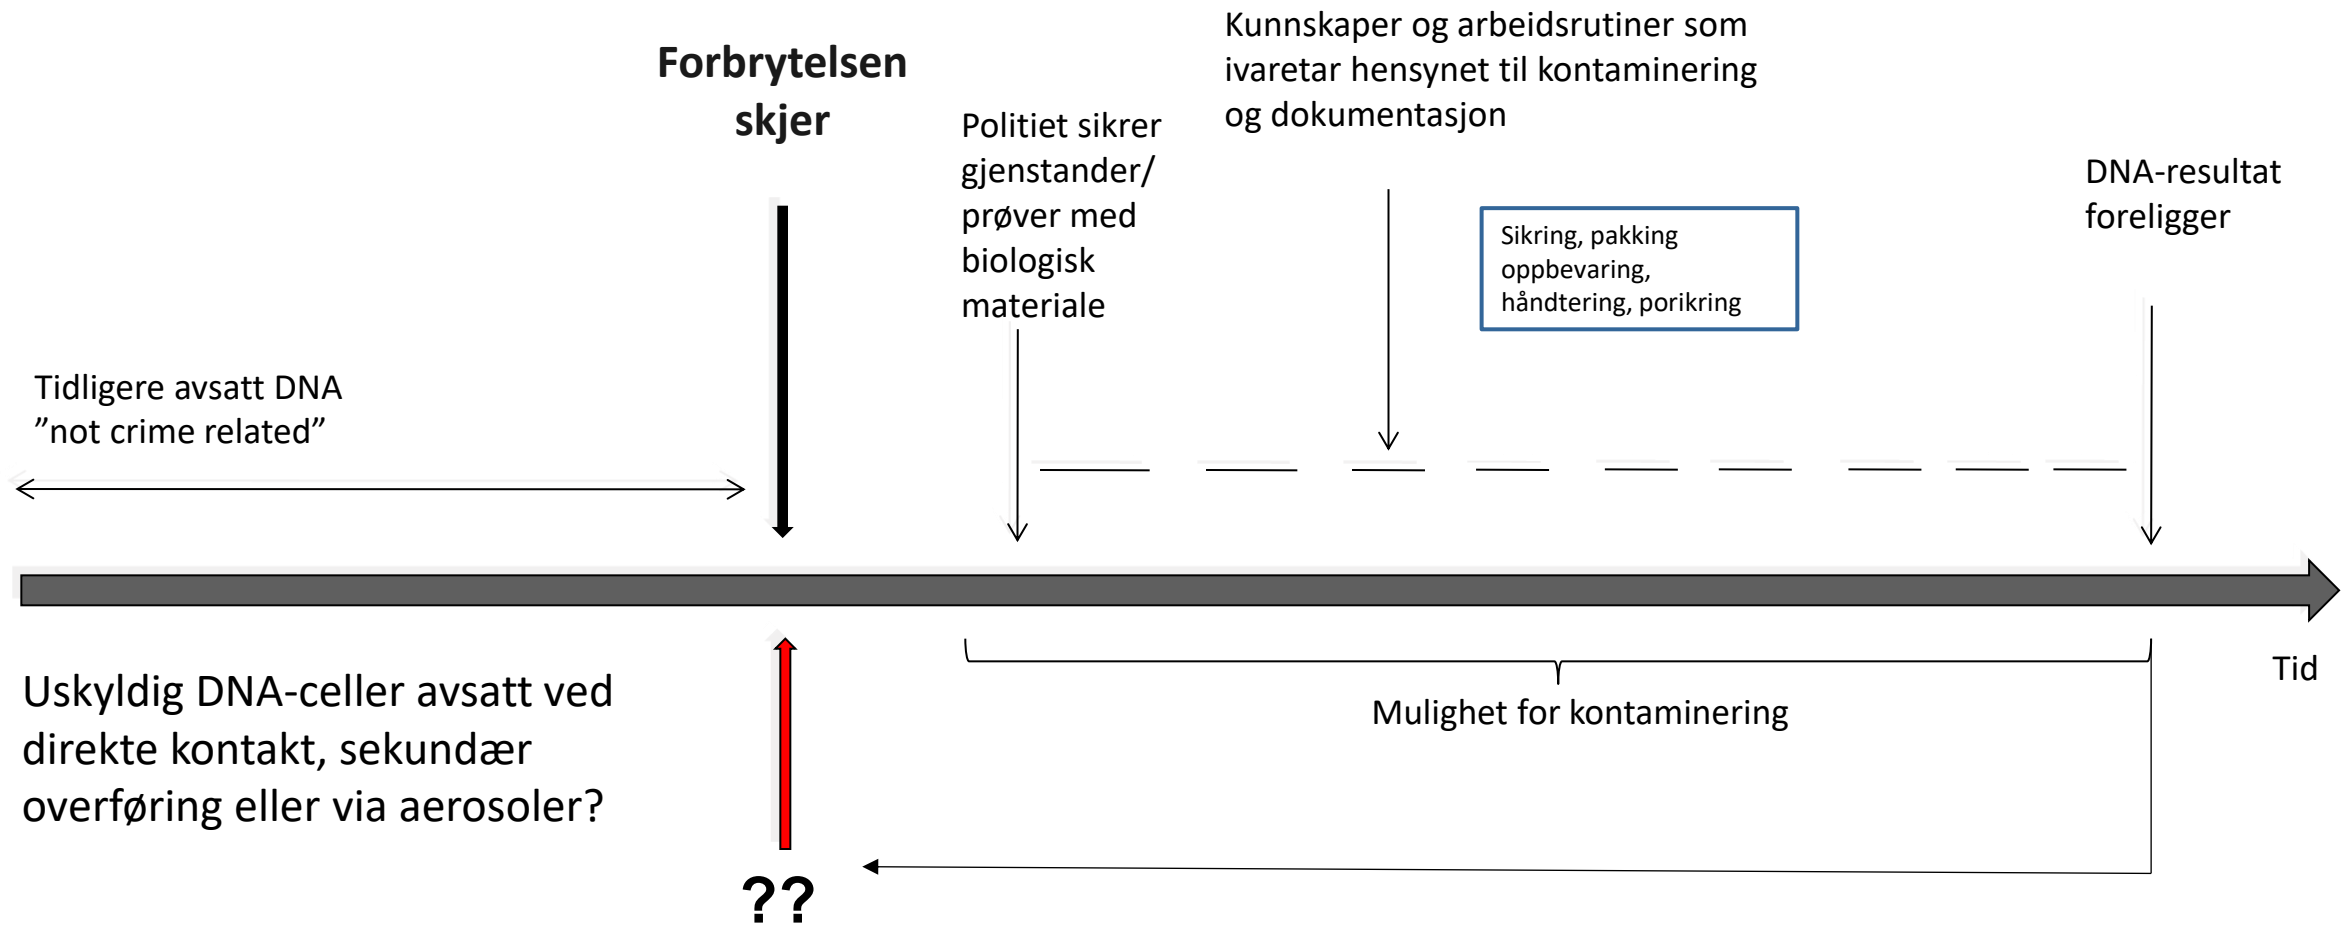 Forbrytelsen
skjer
Politiet sikrer
gjenstander/
prøver med
biologisk
materiale
Kunnskaper og arbeidsrutiner som
ivaretar hensynet til kontaminering
og dokumentasjon
Sikring, pakking
oppbevaring,
håndtering, porikring
DNA-resultat
foreligger
Tidligere avsatt DNA
”not crime related”
Tid
Uskyldig DNA-celler avsatt ved
direkte kontakt, sekundær
overføring eller via aerosoler?
Mulighet for kontaminering
??